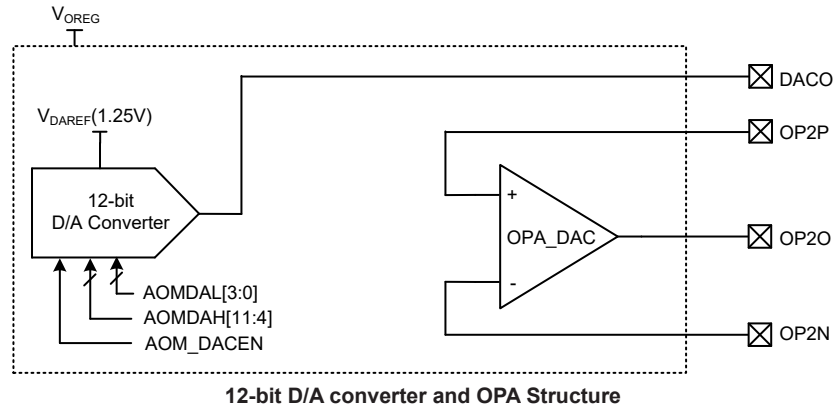 VOREG
DACO
VDAREF(1.25V)
OP2P
12-bit
D/A Converter
+
OPA_DAC
OP2O
-
AOMDAL[3:0]
AOMDAH[11:4]
AOM_DACEN
OP2N
12-bit D/A converter and OPA Structure